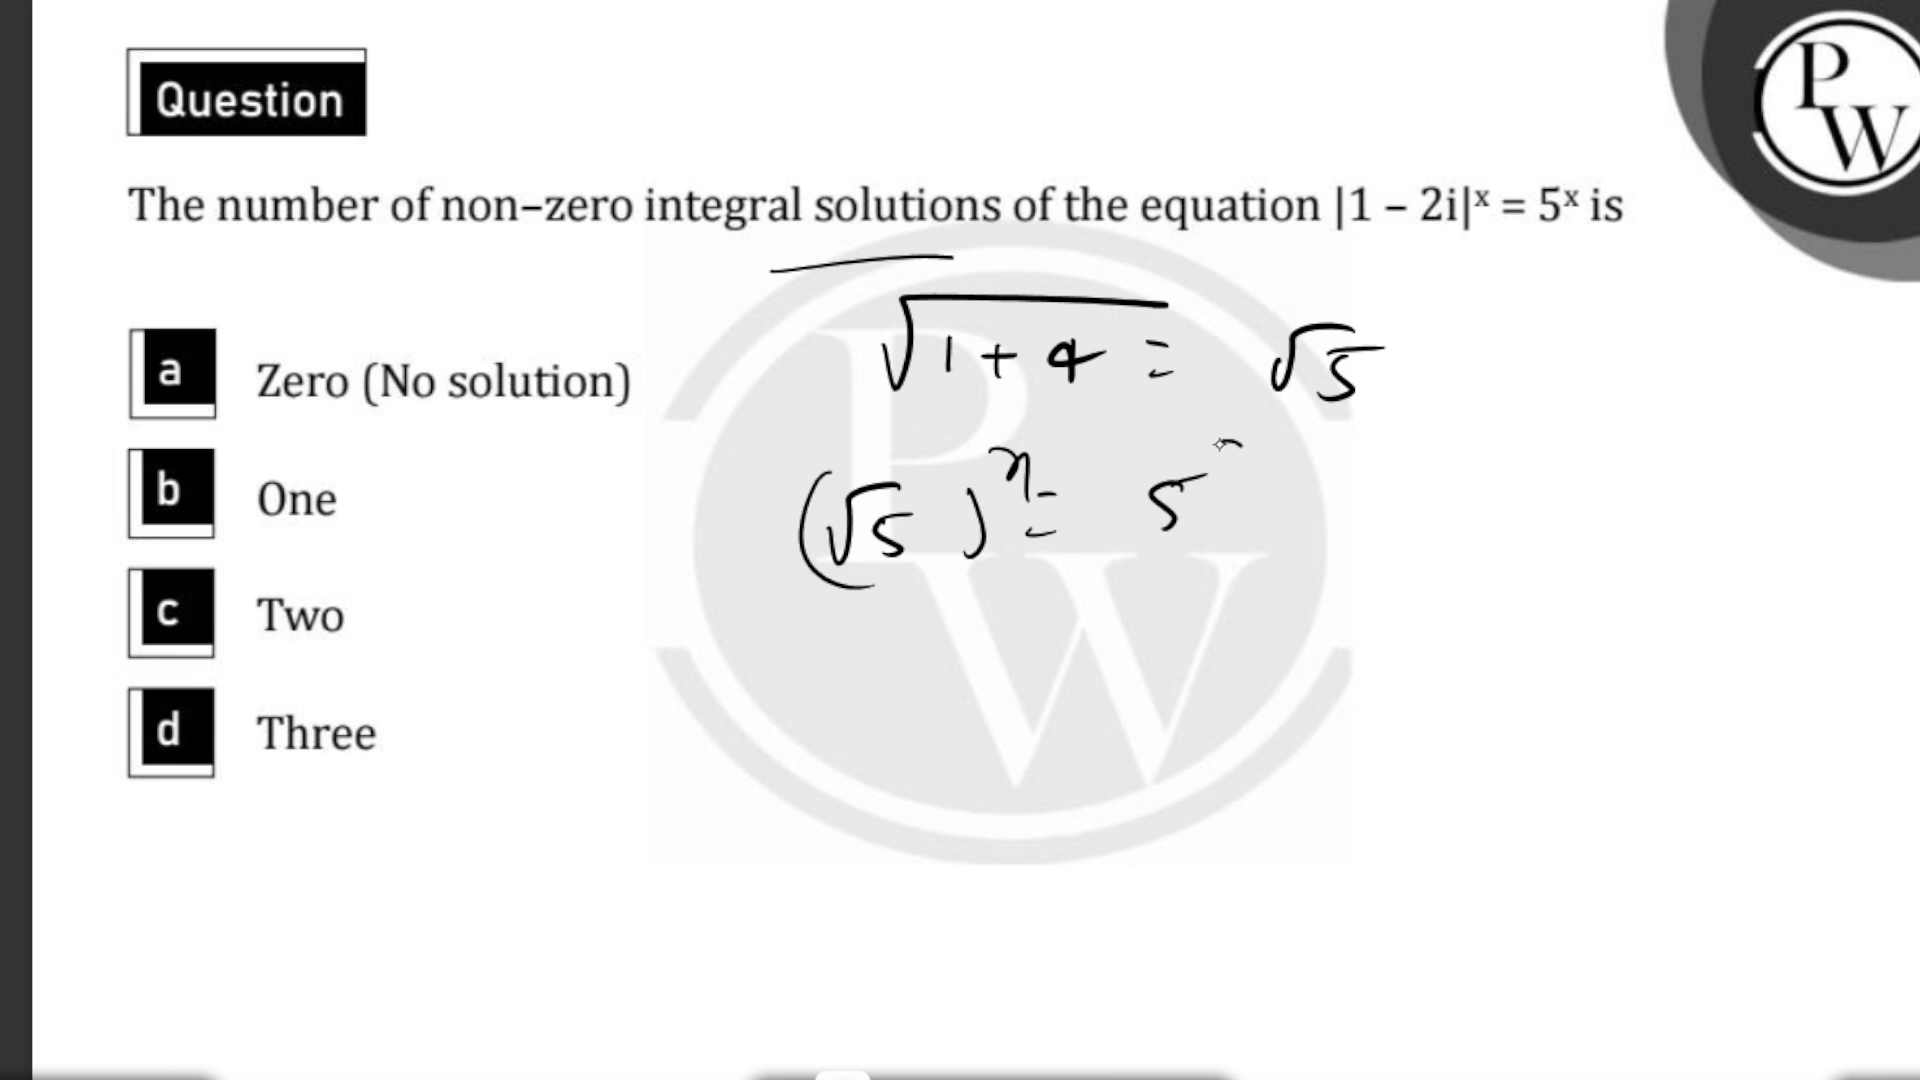 Question
P
W
The number of non–zero integral solutions of the equation |1 – 2i|ˣ = 5ˣ is
√1 + 4 = √5
a Zero (No solution)
(√5)ⁿ = 5
b One
c Two
d Three
P
W